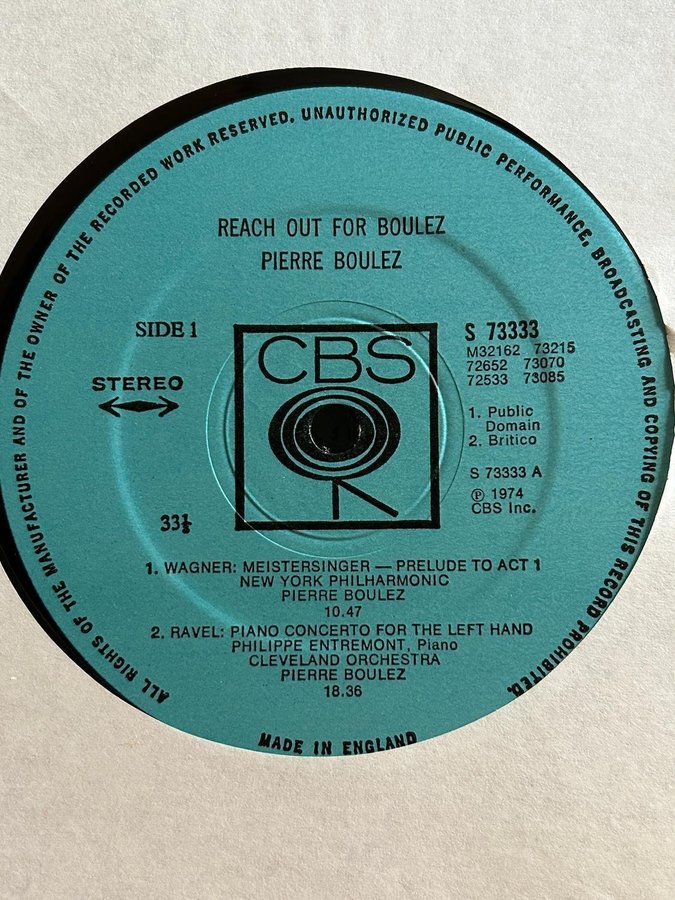 ALL RIGHTS OF THE MANUFACTURER AND OF THE OWNER OF THE RECORDED WORK RESERVED. UNAUTHORIZED PUBLIC PERFORMANCE, BROADCASTING AND COPYING OF THIS RECORD PROHIBITED.
REACH OUT FOR BOULEZ
PIERRE BOULEZ
SIDE 1
STEREO
33⅓
CBS
S 73333
M32162 73215
72652 73070
72533 73085
1. Public
Domain
2. Britico
S 73333 A
℗ 1974
CBS Inc.
1. WAGNER: MEISTERSINGER — PRELUDE TO ACT 1
NEW YORK PHILHARMONIC
PIERRE BOULEZ
10.47
2. RAVEL: PIANO CONCERTO FOR THE LEFT HAND
PHILIPPE ENTREMONT, Piano
CLEVELAND ORCHESTRA
PIERRE BOULEZ
18.36
MADE IN ENGLAND